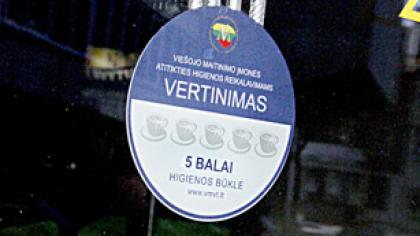 VIEŠOJO MAITINIMO ĮMONĖS
ATITIKTIES HIGIENOS REIKALAVIMAMS
VERTINIMAS
5 BALAI
HIGIENOS BŪKLĖ
www.vmvt.lt